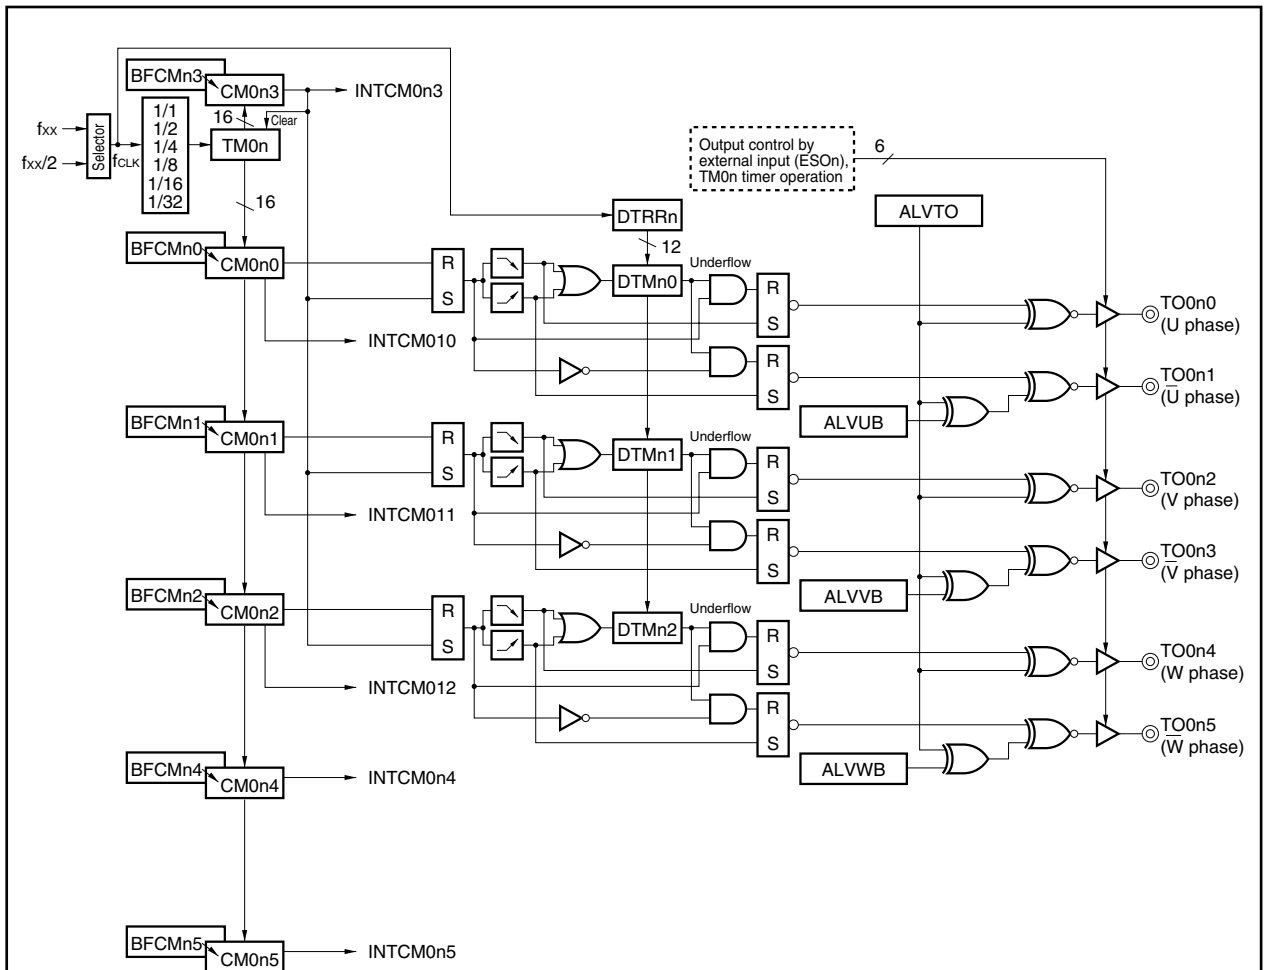 BFCMn3
CM0n3
INTCM0n3
fXX
fXX/2
Selector
fCLK
1/1
1/2
1/4
1/8
1/16
1/32
16
Clear
TM0n
16
Output control by
external input (ESOn),
TM0n timer operation
6
ALVTO
DTRRn
12
BFCMn0
CM0n0
R
S
DTMn0
Underflow
R
S
TO0n0
(U phase)
INTCM010
R
S
TO0n1
(U̅ phase)
ALVUB
BFCMn1
CM0n1
R
S
DTMn1
Underflow
R
S
TO0n2
(V phase)
INTCM011
R
S
TO0n3
(V̅ phase)
ALVVB
BFCMn2
CM0n2
R
S
DTMn2
Underflow
R
S
TO0n4
(W phase)
INTCM012
R
S
TO0n5
(W̅ phase)
ALVWB
BFCMn4
CM0n4
INTCM0n4
BFCMn5
CM0n5
INTCM0n5